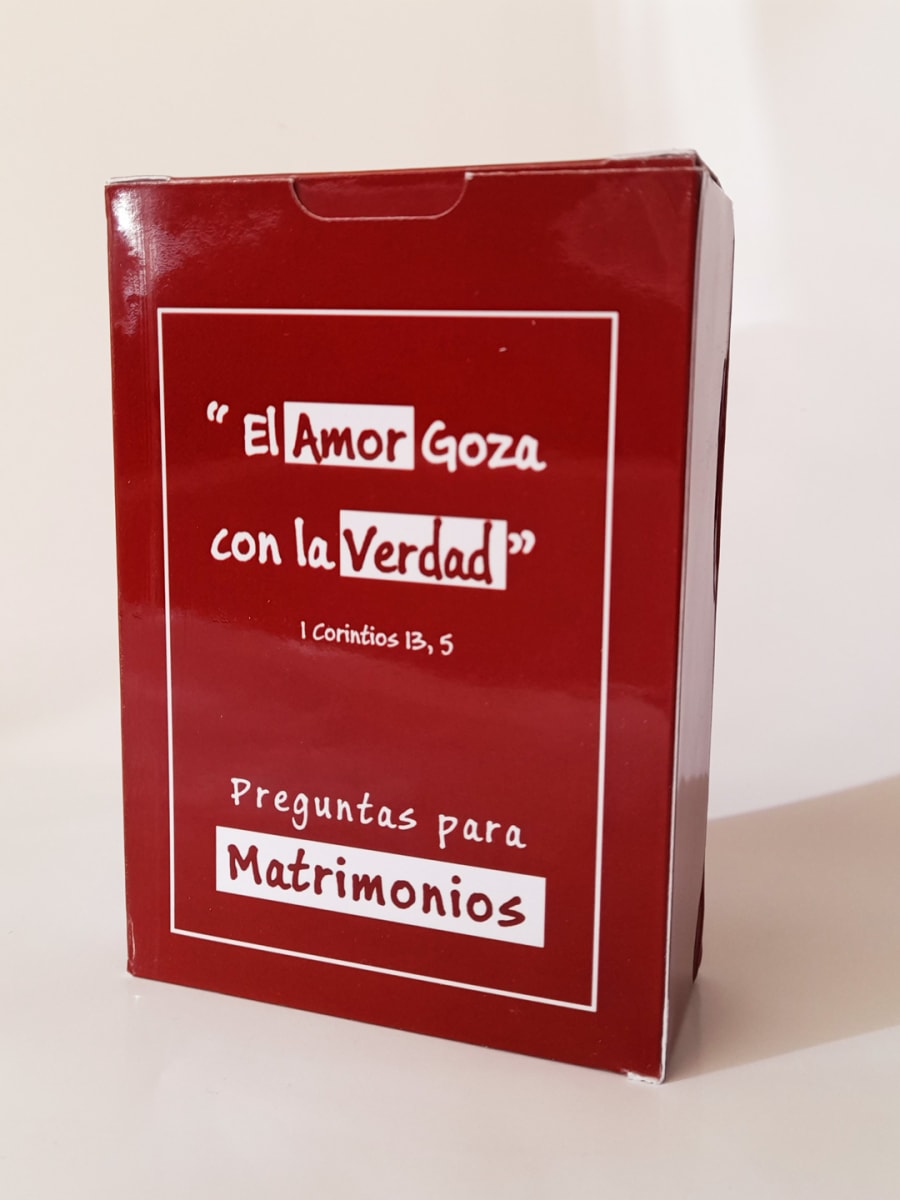 “ El Amor Goza
con la Verdad ”
1 Corintios 13, 5
Preguntas para
Matrimonios